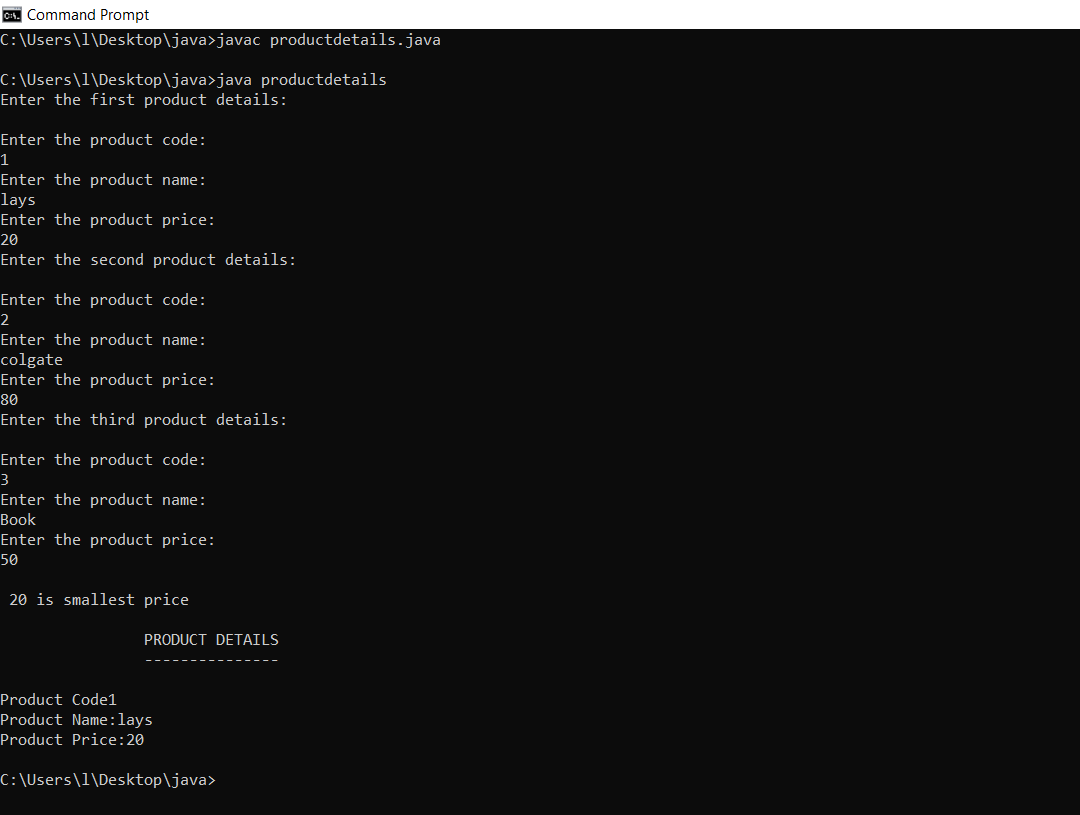 Command Prompt
C:\Users\l\Desktop\java>javac productdetails.java
C:\Users\l\Desktop\java>java productdetails
Enter the first product details:
Enter the product code:
1
Enter the product name:
lays
Enter the product price:
20
Enter the second product details:
Enter the product code:
2
Enter the product name:
colgate
Enter the product price:
80
Enter the third product details:
Enter the product code:
3
Enter the product name:
Book
Enter the product price:
50
20 is smallest price
PRODUCT DETAILS
---------------
Product Code1
Product Name:lays
Product Price:20
C:\Users\l\Desktop\java>